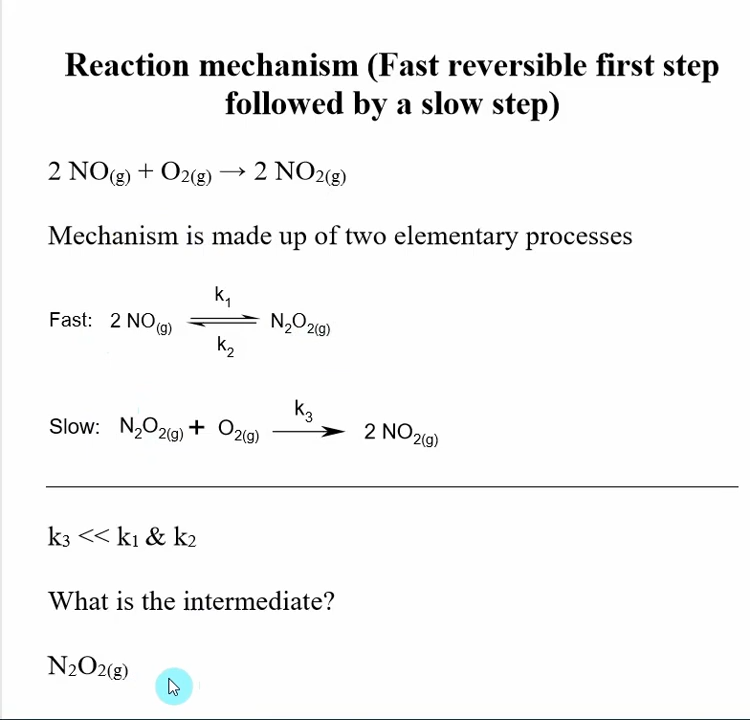 Reaction mechanism (Fast reversible first step
followed by a slow step)
2 NO(g) + O2(g) → 2 NO2(g)
Mechanism is made up of two elementary processes
k₁
Fast: 2 NO(g) ⇌ N₂O₂(g)
k₂
k₃
Slow: N₂O₂(g) + O₂(g) → 2 NO₂(g)
k3 << k1 & k2
What is the intermediate?
N2O2(g)